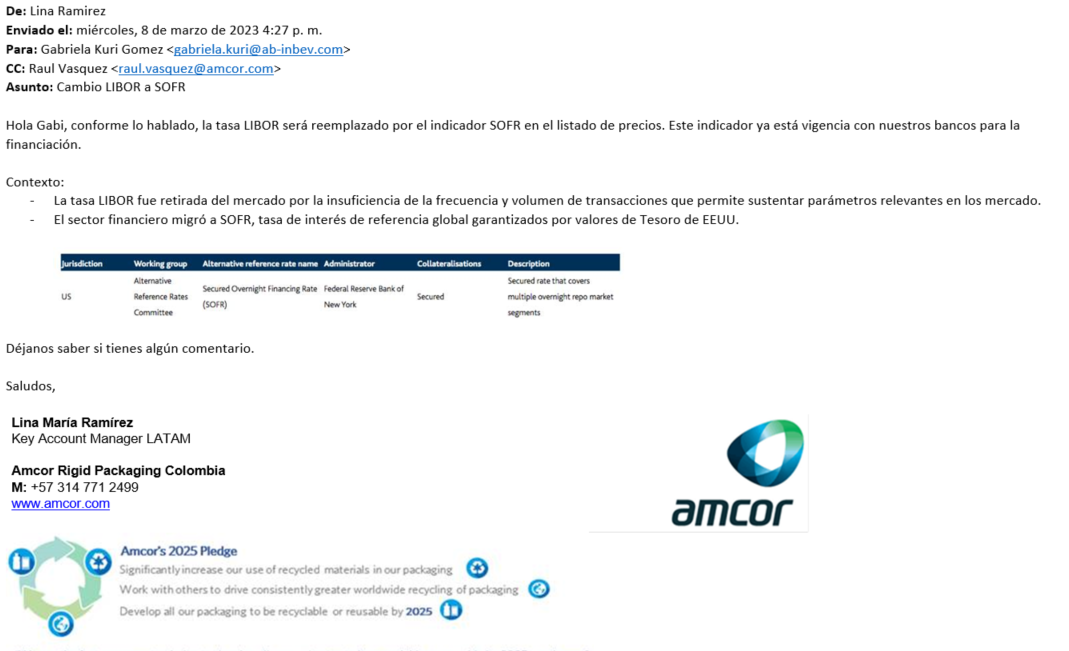 De: Lina Ramirez
Enviado el: miércoles, 8 de marzo de 2023 4:27 p. m.
Para: Gabriela Kuri Gomez <gabriela.kuri@ab-inbev.com>
CC: Raul Vasquez <raul.vasquez@amcor.com>
Asunto: Cambio LIBOR a SOFR
Hola Gabi, conforme lo hablado, la tasa LIBOR será reemplazado por el indicador SOFR en el listado de precios. Este indicador ya está vigencia con nuestros bancos para la
financiación.
Contexto:
- La tasa LIBOR fue retirada del mercado por la insuficiencia de la frecuencia y volumen de transacciones que permite sustentar parámetros relevantes en los mercado.
- El sector financiero migró a SOFR, tasa de interés de referencia global garantizados por valores de Tesoro de EEUU.
Jurisdiction Working group Alternative reference rate name Administrator Collateralisations Description
Alternative Secured rate that covers
Secured Overnight Financing Rate Federal Reserve Bank of
US Reference Rates Secured multiple overnight repo market
(SOFR) New York
Committee segments
Déjanos saber si tienes algún comentario.
Saludos,
Lina María Ramírez
Key Account Manager LATAM
Amcor Rigid Packaging Colombia
M: +57 314 771 2499
www.amcor.com
amcor
Amcor's 2025 Pledge
Significantly increase our use of recycled materials in our packaging
Work with others to drive consistently greater worldwide recycling of packaging
Develop all our packaging to be recyclable or reusable by 2025